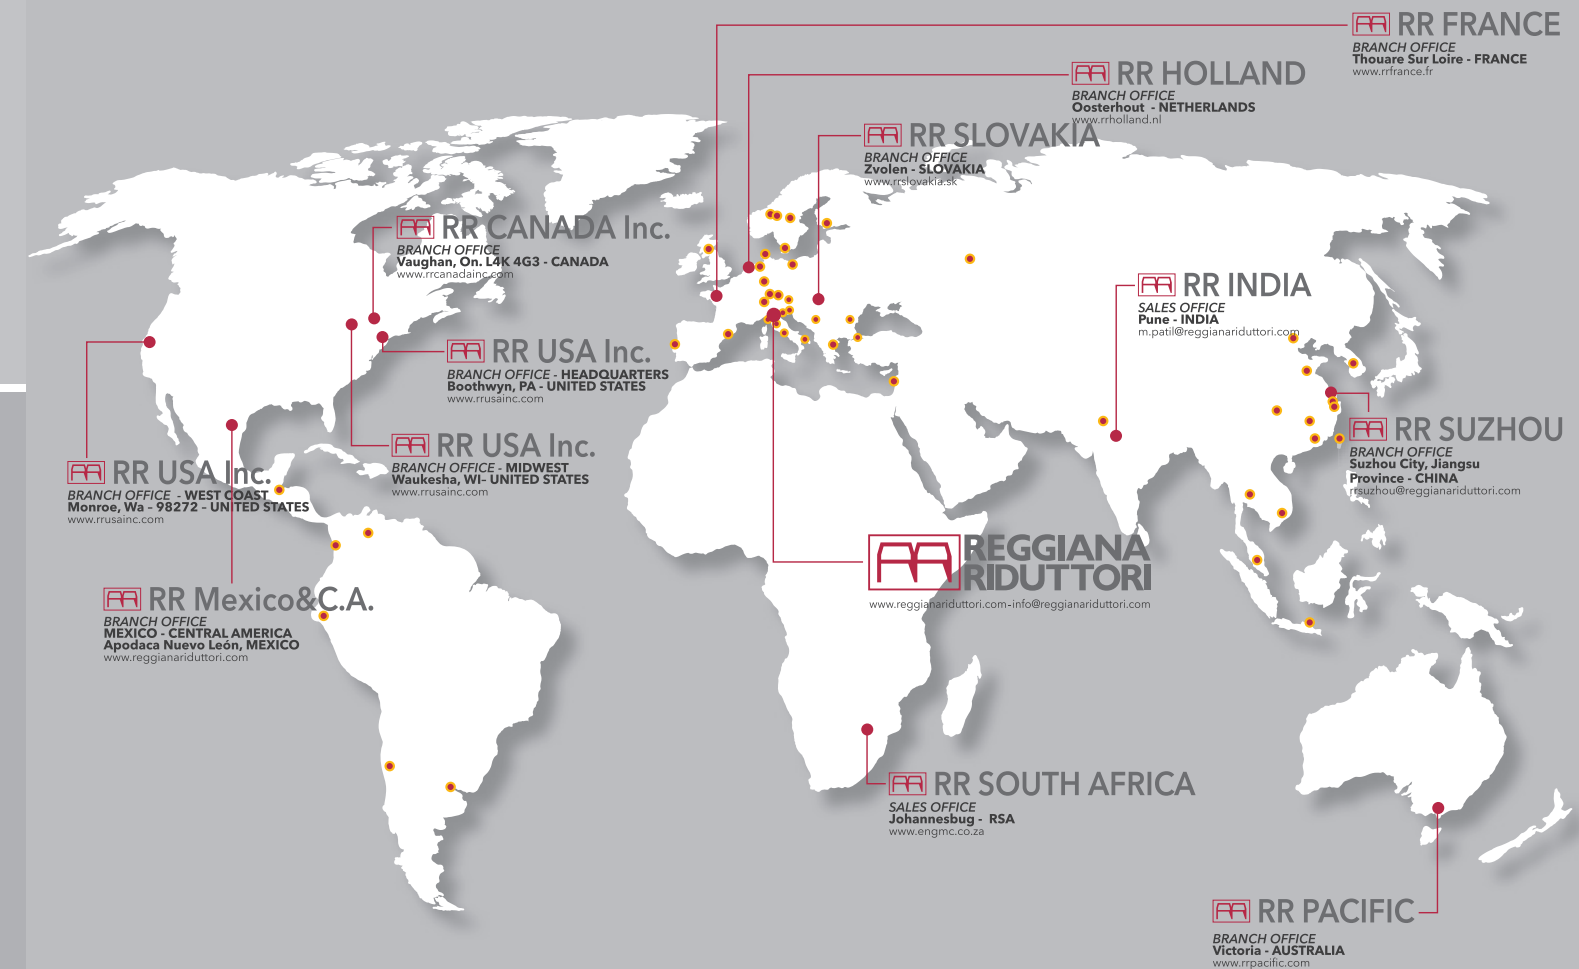 RR FRANCE
BRANCH OFFICE
Thouare Sur Loire - FRANCE
www.rrfrance.fr
RR HOLLAND
BRANCH OFFICE
Oosterhout - NETHERLANDS
www.rrholland.nl
RR SLOVAKIA
BRANCH OFFICE
Zvolen - SLOVAKIA
www.rrslovakia.sk
RR CANADA Inc.
BRANCH OFFICE
Vaughan, On. L4K 4G3 - CANADA
www.rrcanadainc.com
RR INDIA
SALES OFFICE
Pune - INDIA
m.patil@reggianariduttori.com
RR USA Inc.
BRANCH OFFICE - HEADQUARTERS
Boothwyn, PA - UNITED STATES
www.rrusainc.com
RR SUZHOU
BRANCH OFFICE
Suzhou City, Jiangsu
Province - CHINA
rrsuzhou@reggianariduttori.com
RR USA Inc.
BRANCH OFFICE - MIDWEST
Waukesha, WI- UNITED STATES
www.rrusainc.com
RR USA Inc.
BRANCH OFFICE - WEST COAST
Monroe, Wa – 98272 – UNITED STATES
www.rrusainc.com
REGGIANA
RIDUTTORI
www.reggianariduttori.com-info@reggianariduttori.com
RR Mexico&C.A.
BRANCH OFFICE
MEXICO - CENTRAL AMERICA
Apodaca Nuevo León, MEXICO
www.reggianariduttori.com
RR SOUTH AFRICA
SALES OFFICE
Johannesbug - RSA
www.engmc.co.za
RR PACIFIC
BRANCH OFFICE
Victoria - AUSTRALIA
www.rrpacific.com